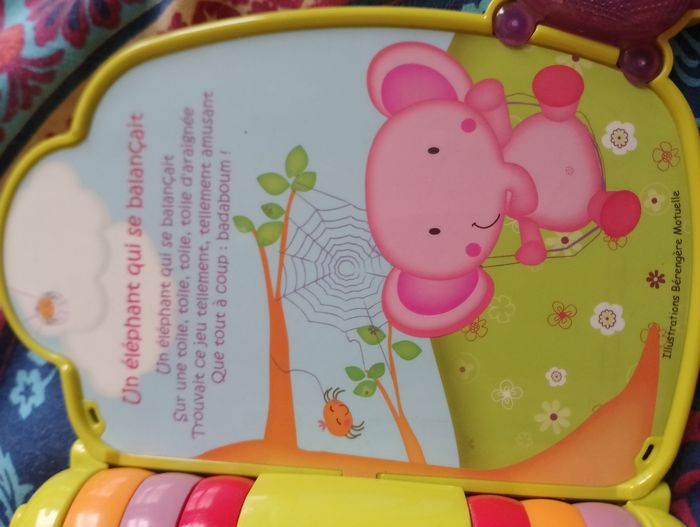 Un éléphant qui se balançait
Un éléphant qui se balançait
Sur une toile, toile, toile, toile d'araignée
Trouvait ce jeu tellement, tellement amusant
Que tout à coup : badaboum !
Illustrations Bérengère Motuelle